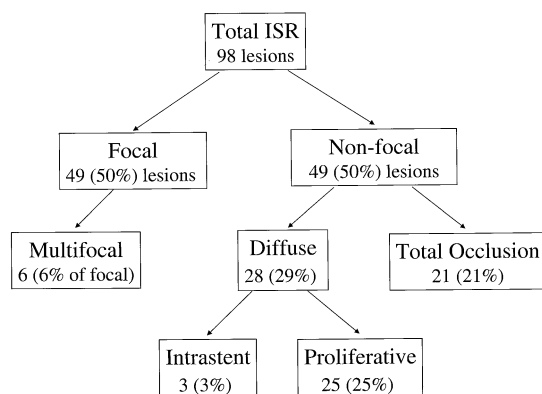 Total ISR
98 lesions
Focal
49 (50%) lesions
Non-focal
49 (50%) lesions
Multifocal
6 (6% of focal)
Diffuse
28 (29%)
Total Occlusion
21 (21%)
Intrastent
3 (3%)
Proliferative
25 (25%)